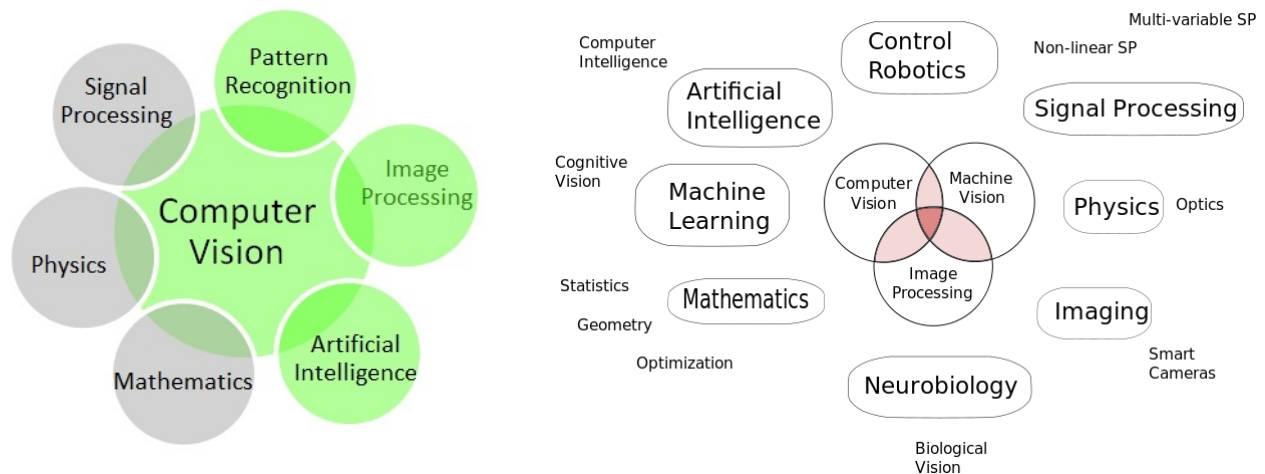 Pattern
Recognition
Signal
Processing
Image
Processing
Computer
Vision
Physics
Artificial
Intelligence
Mathematics
Multi-variable SP
Non-linear SP
Computer
Intelligence
Control
Robotics
Artificial
Intelligence
Signal Processing
Cognitive
Vision
Machine
Learning
Computer
Vision
Machine
Vision
Image
Processing
Physics
Optics
Statistics
Mathematics
Geometry
Optimization
Imaging
Smart
Cameras
Neurobiology
Biological
Vision